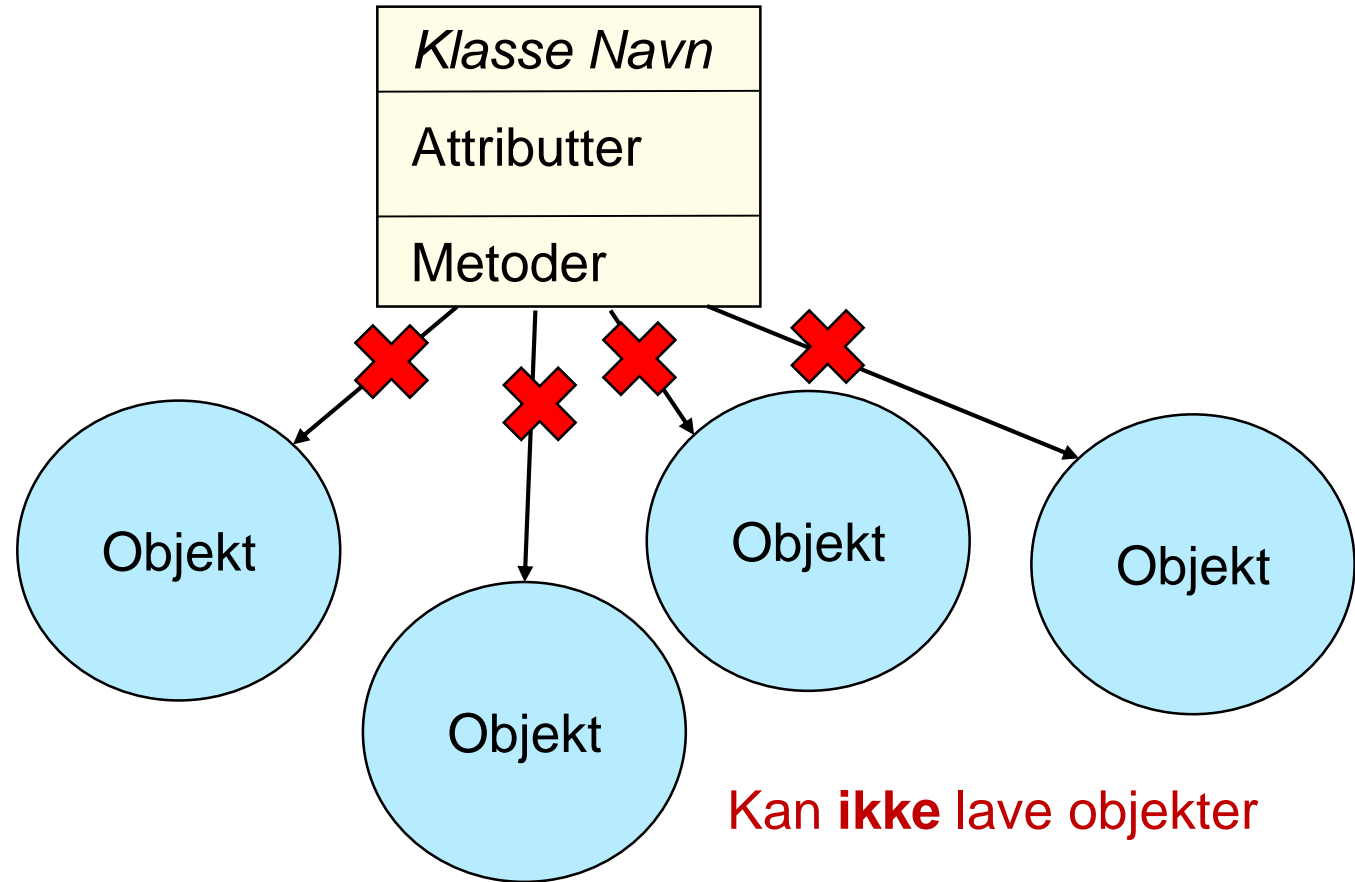 Klasse Navn
Attributter
Metoder
Objekt
Objekt
Objekt
Objekt
Kan ikke lave objekter